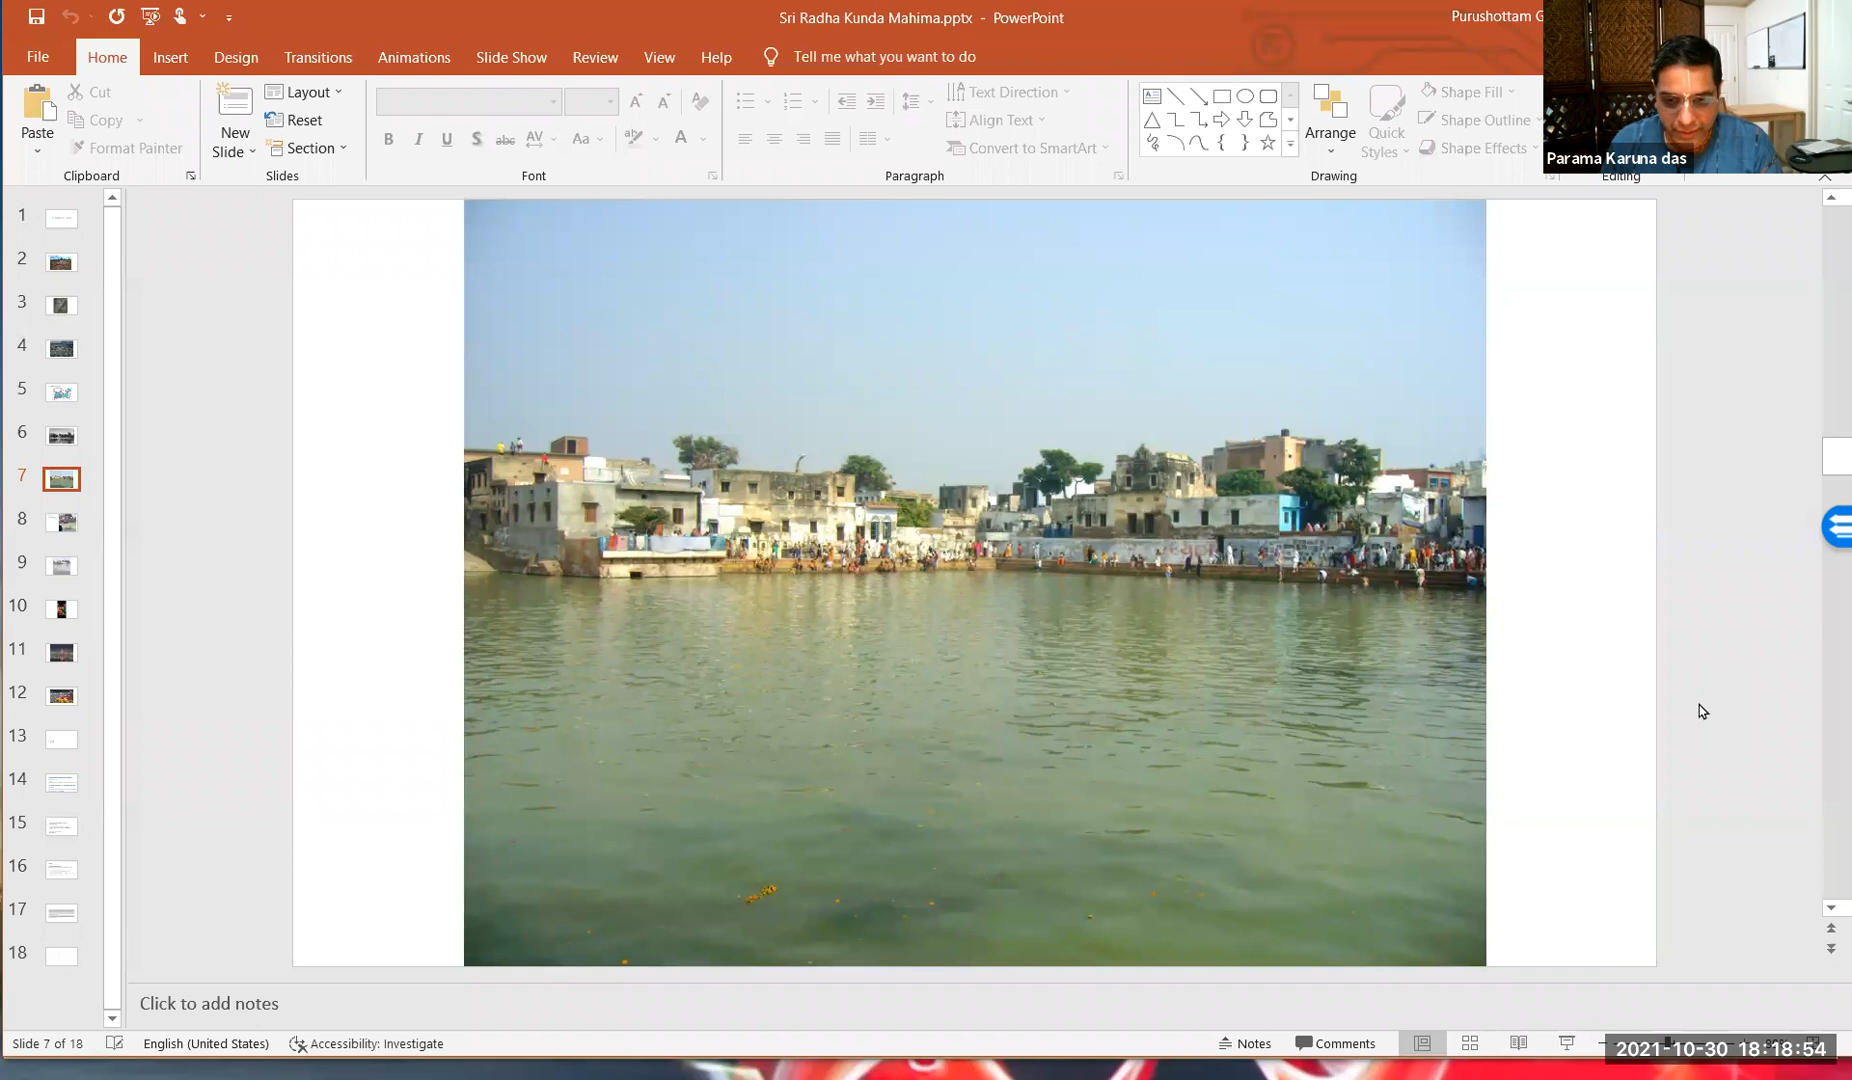 Sri Radha Kunda Mahima.pptx - PowerPoint
Purushottam G
File Home Insert Design Transitions Animations Slide Show Review View Help Tell me what you want to do
Paste
Cut
Copy
Format Painter
Clipboard
New
Slide
Layout
Reset
Section
Slides
B I U S abc AV Aa A
Font
Paragraph
Text Direction
Align Text
Convert to SmartArt
Arrange
Quick
Styles
Drawing
Shape Fill
Shape Outline
Shape Effects
Editing
Parama Karuna das
1
2
3
4
5
6
7
8
9
10
11
12
13
14
15
16
17
18
Click to add notes
Slide 7 of 18 English (United States) Accessibility: Investigate Notes Comments
2021-10-30 18:18:54